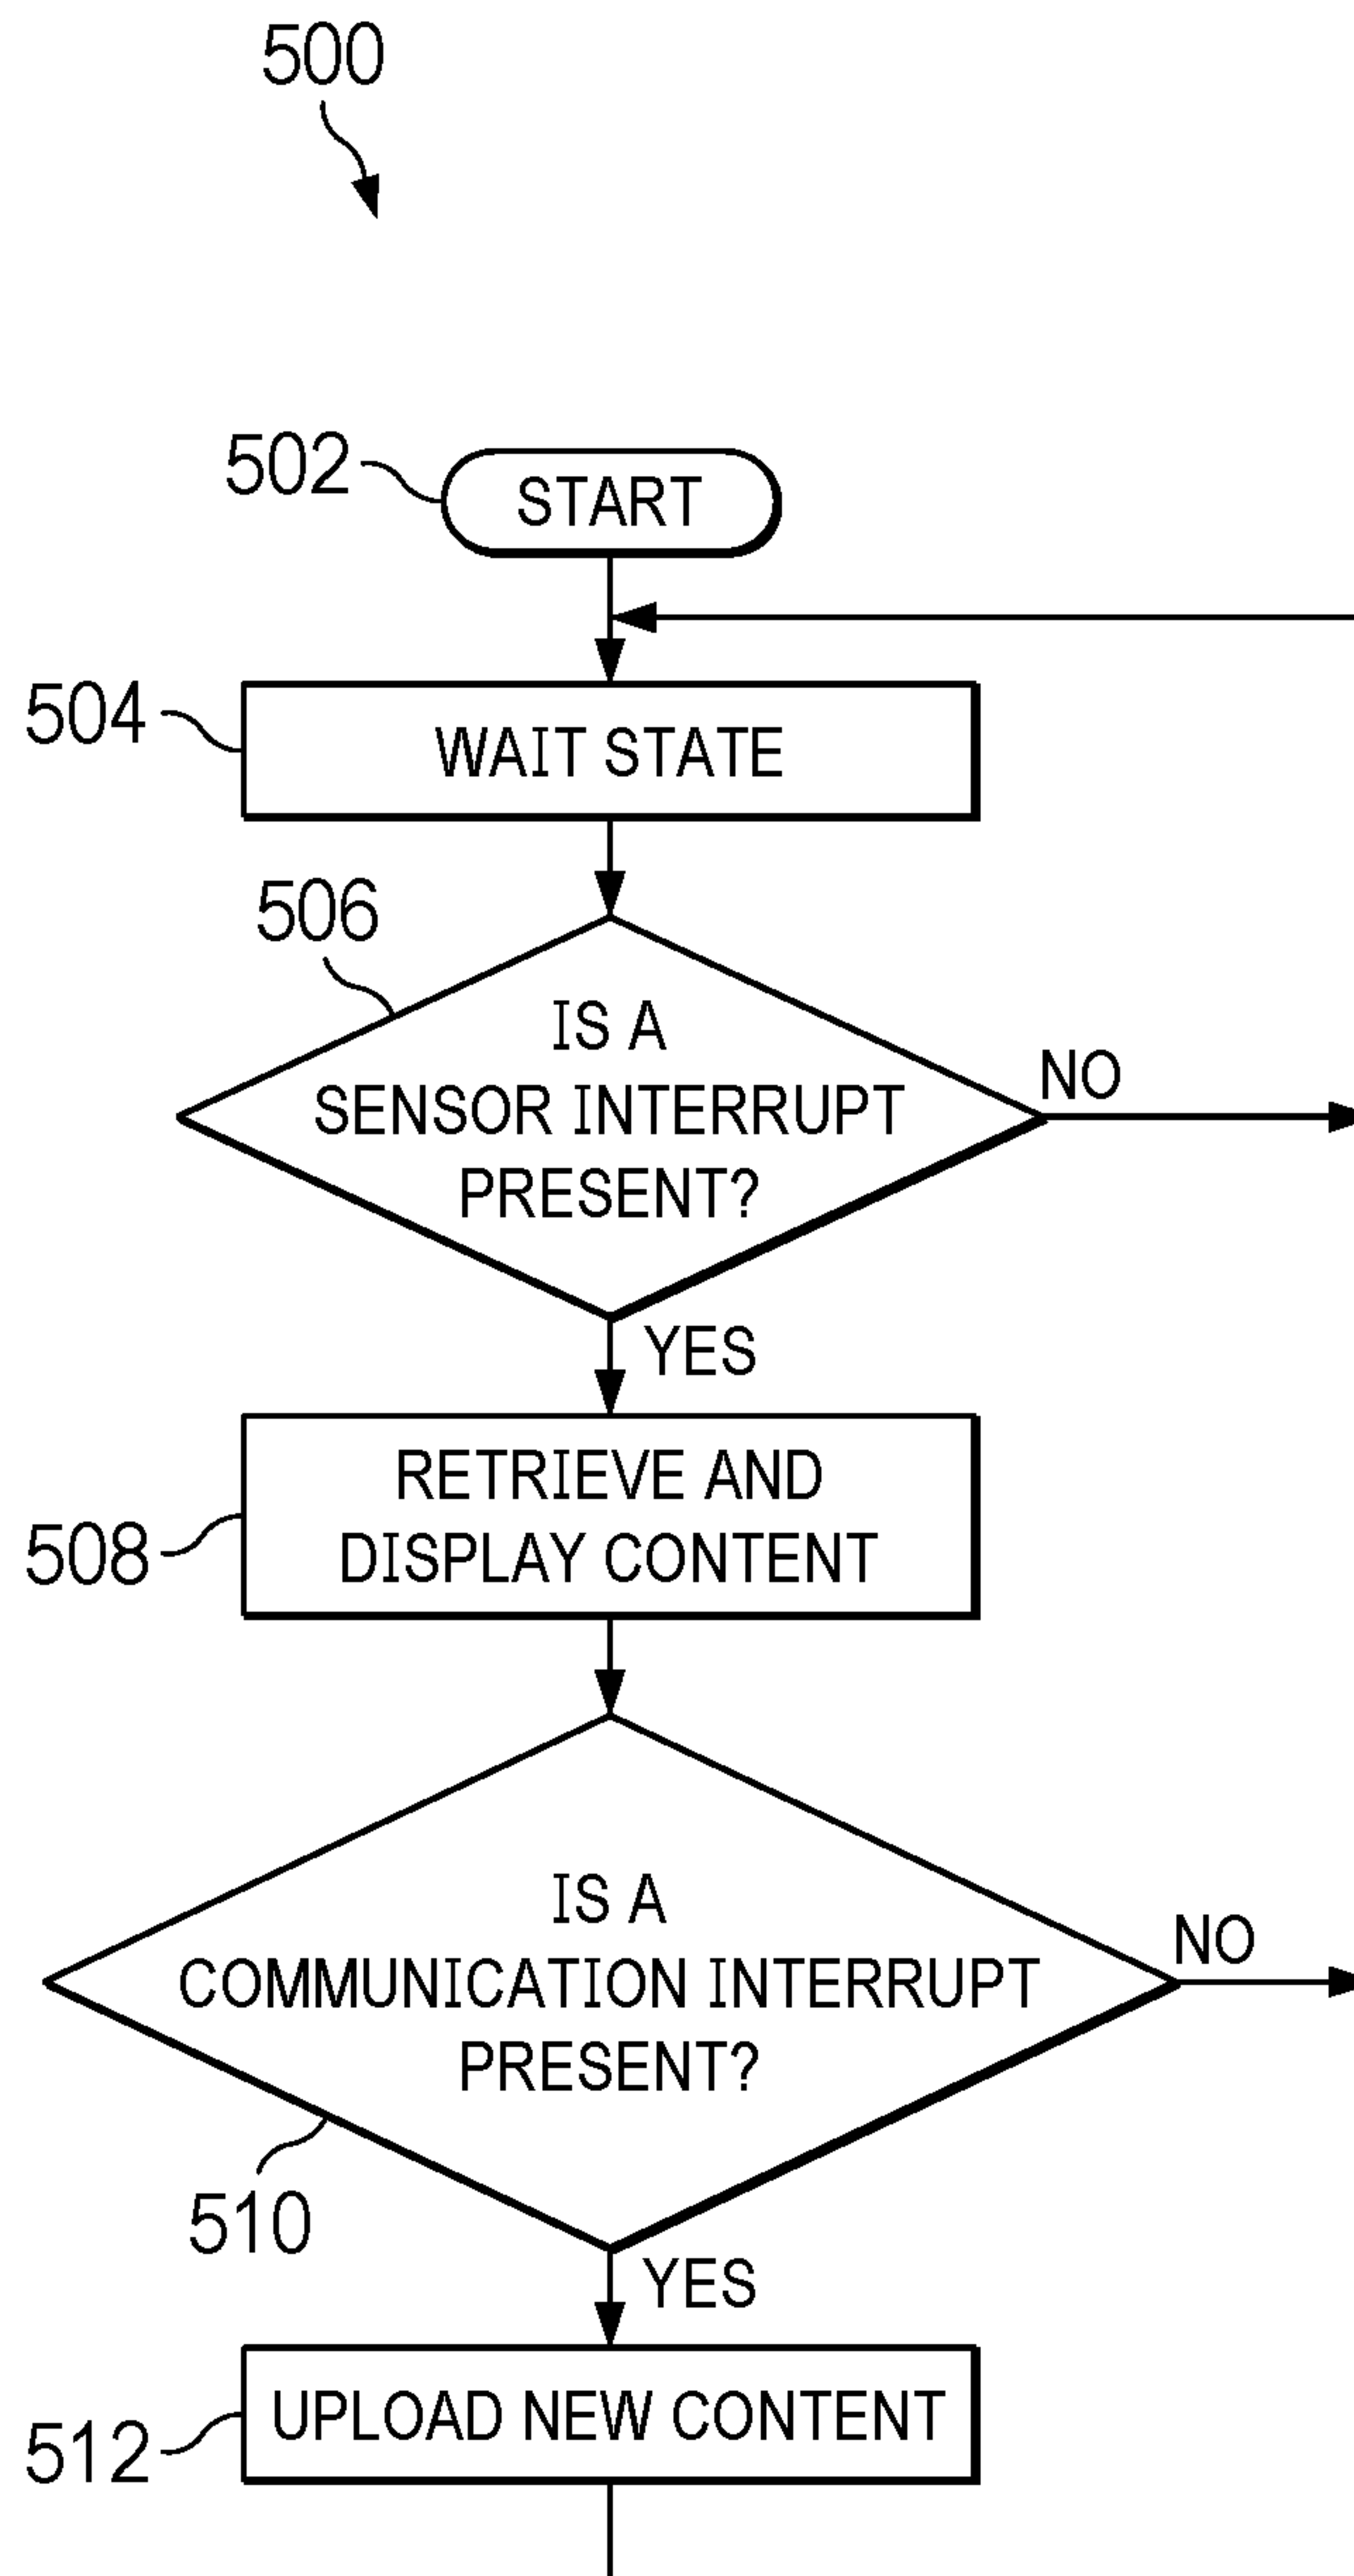 500
502
START
504
WAIT STATE
506
IS A
SENSOR INTERRUPT
PRESENT?
NO
YES
RETRIEVE AND
DISPLAY CONTENT
508
IS A
COMMUNICATION INTERRUPT
PRESENT?
NO
510
YES
UPLOAD NEW CONTENT
512